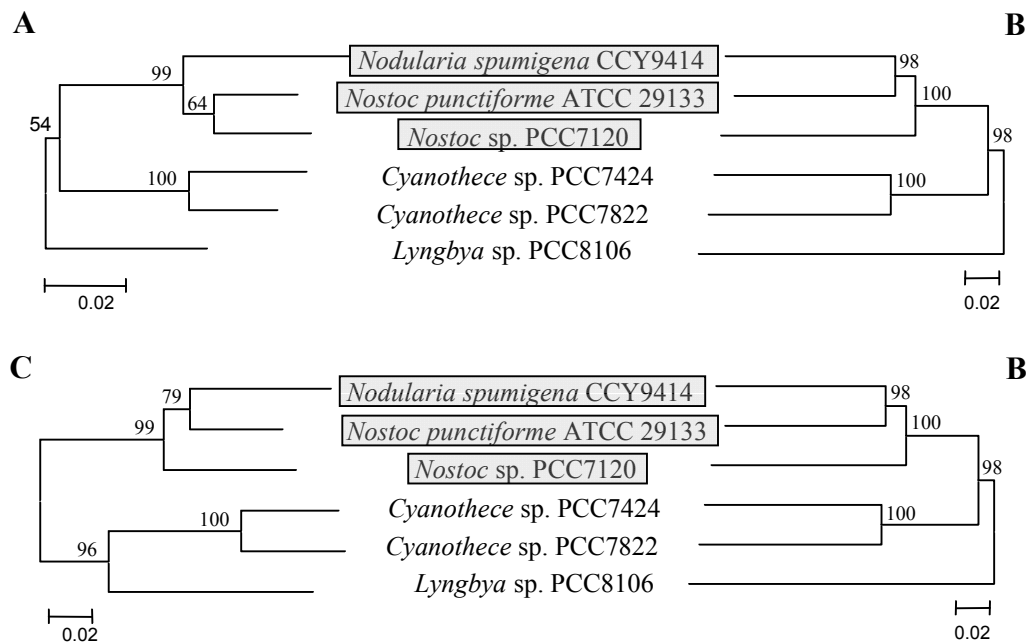 A B
Nodularia spumigena CCY9414
98
99
Nostoc punctiforme ATCC 29133
64
100
54
Nostoc sp. PCC7120
98
100
Cyanothece sp. PCC7424
100
Cyanothece sp. PCC7822
Lyngbya sp. PCC8106
0.02 0.02
C B
Nodularia spumigena CCY9414
79
98
99
Nostoc punctiforme ATCC 29133
100
Nostoc sp. PCC7120
98
100
Cyanothece sp. PCC7424
100
96
Cyanothece sp. PCC7822
Lyngbya sp. PCC8106
0.02 0.02